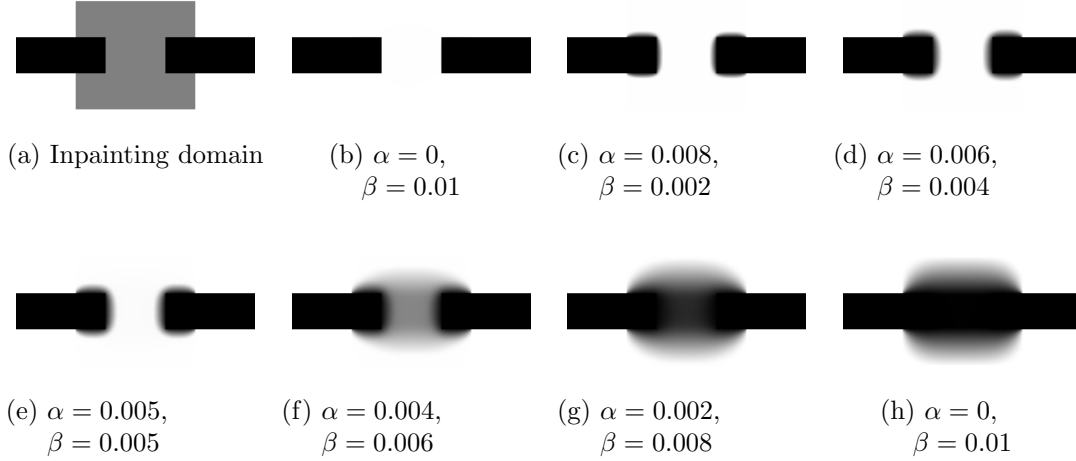 (a) Inpainting domain
(b) α = 0,
β = 0.01
(c) α = 0.008,
β = 0.002
(d) α = 0.006,
β = 0.004
(e) α = 0.005,
β = 0.005
(f) α = 0.004,
β = 0.006
(g) α = 0.002,
β = 0.008
(h) α = 0,
β = 0.01